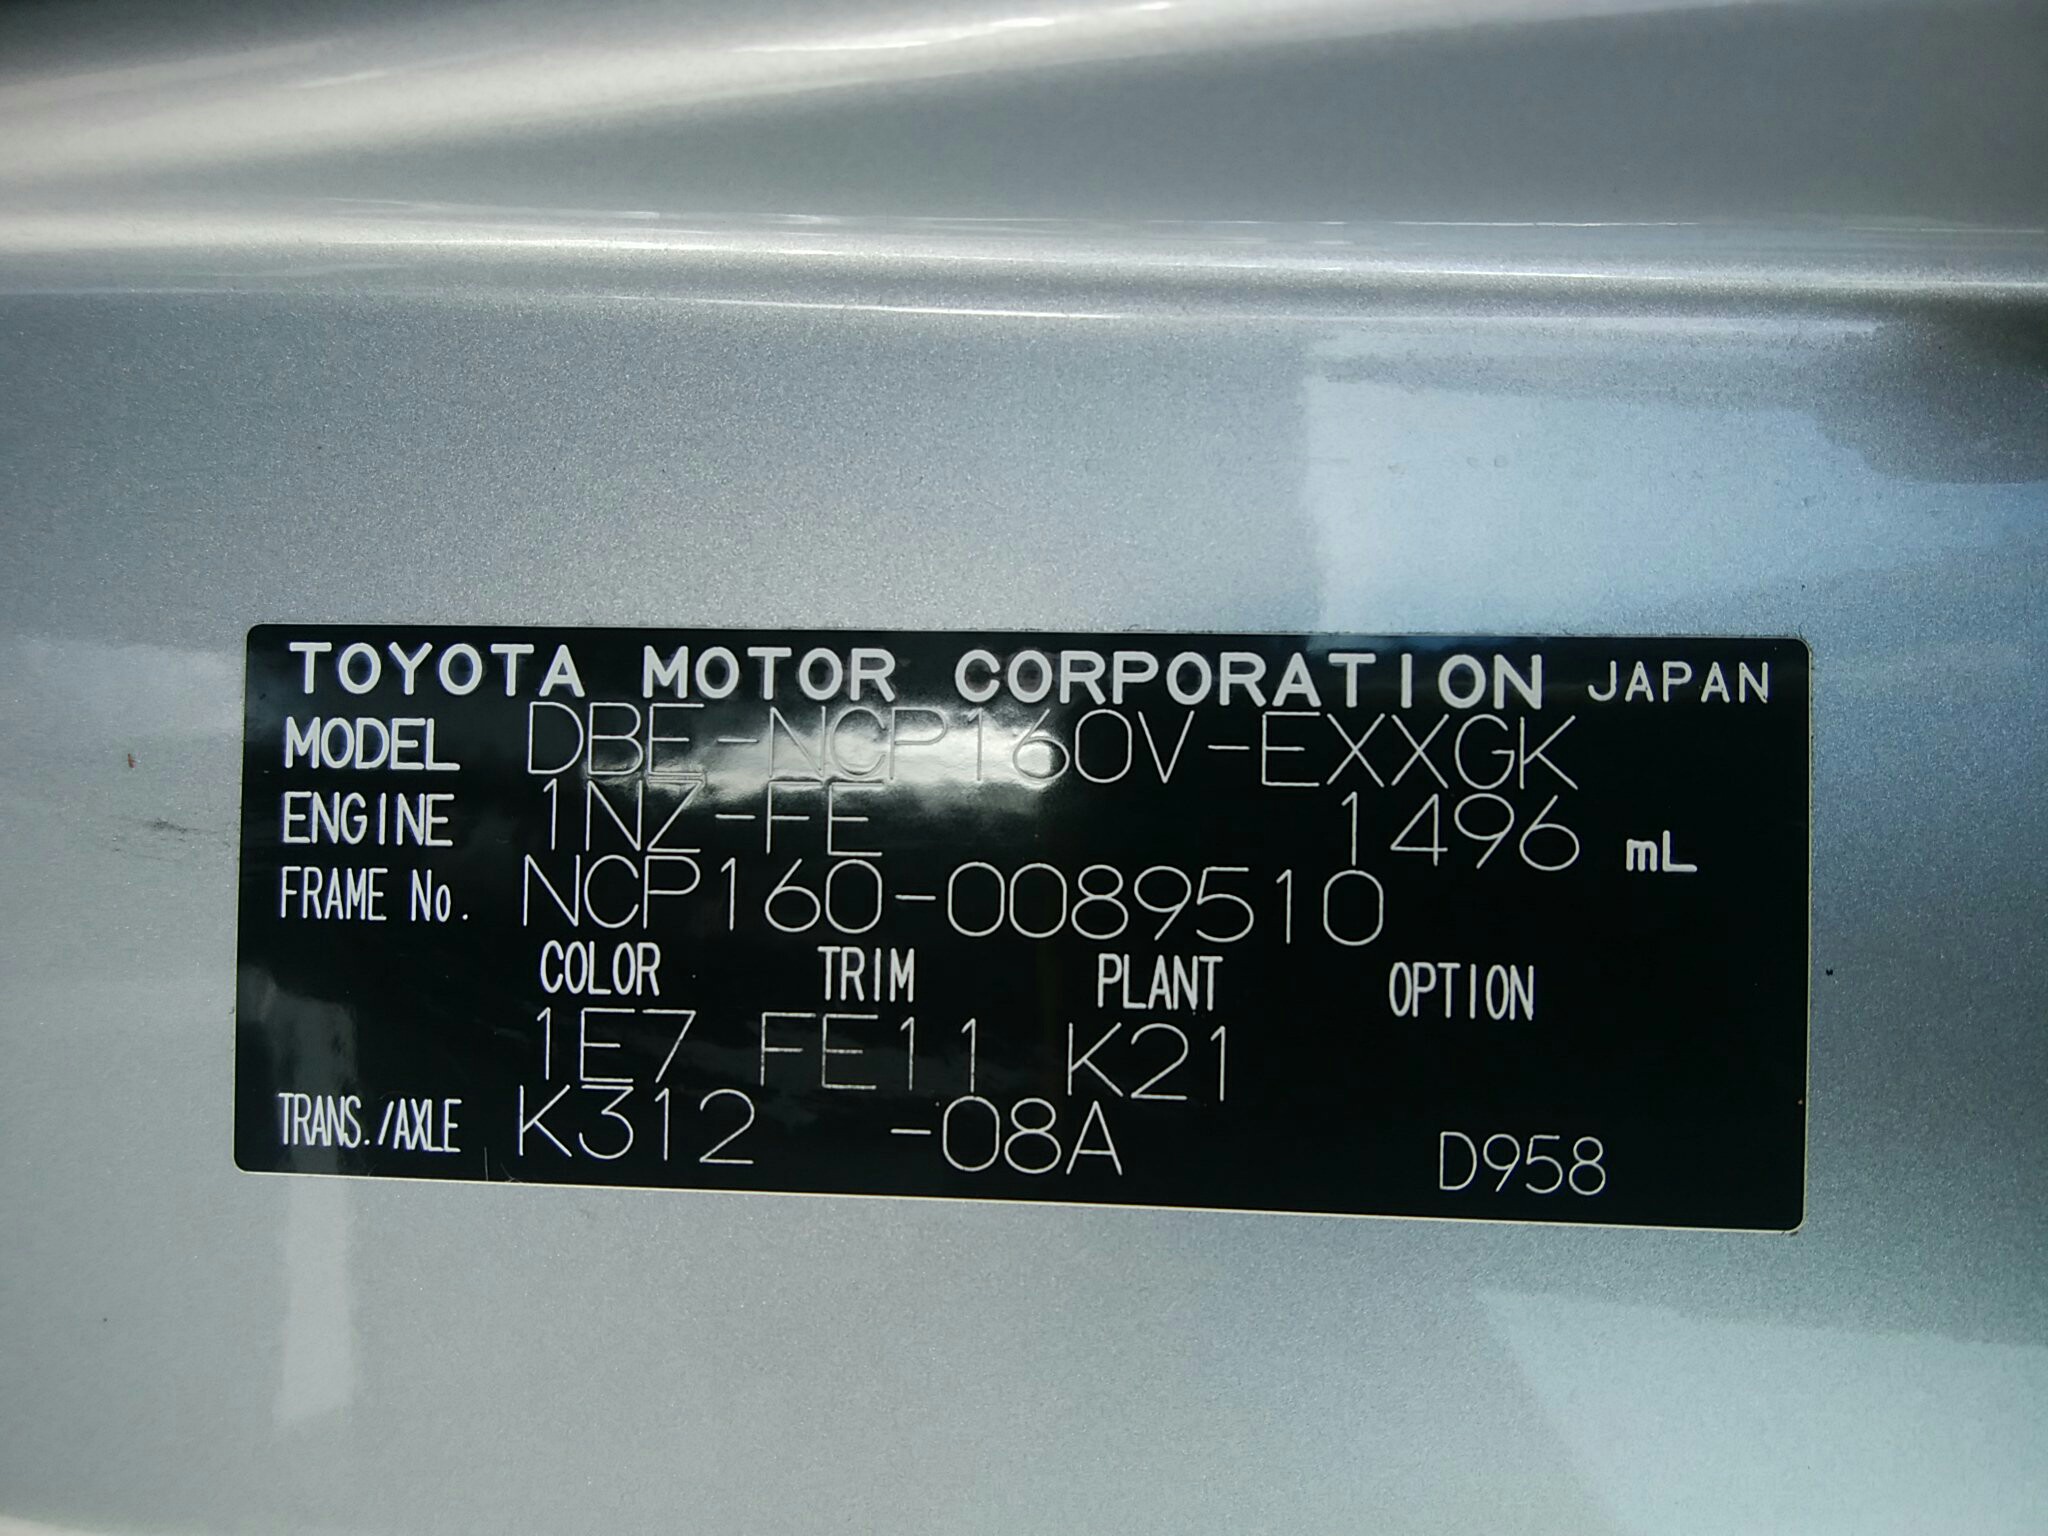 TOYOTA MOTOR CORPORATION JAPAN
MODEL DBE-NCP160V-EXXGK
ENGINE 1NZ-FE 1496 mL
FRAME No. NCP160-0089510
COLOR TRIM PLANT OPTION
1E7 FE11 K21
TRANS./AXLE K312 -08A D958